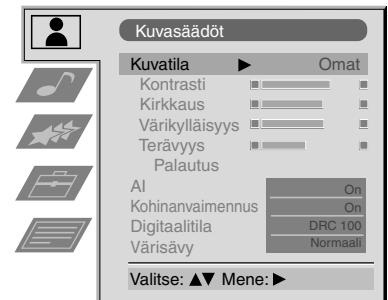 Kuvasäädöt
Kuvatila ▶ Omat
Kontrasti
Kirkkaus
Värikylläisyys
Terävyys
Palautus
AI On
Kohinanvaimennus On
Digitaalitila DRC 100
Värisävy Normaali
Valitse: ▲▼ Mene: ▶